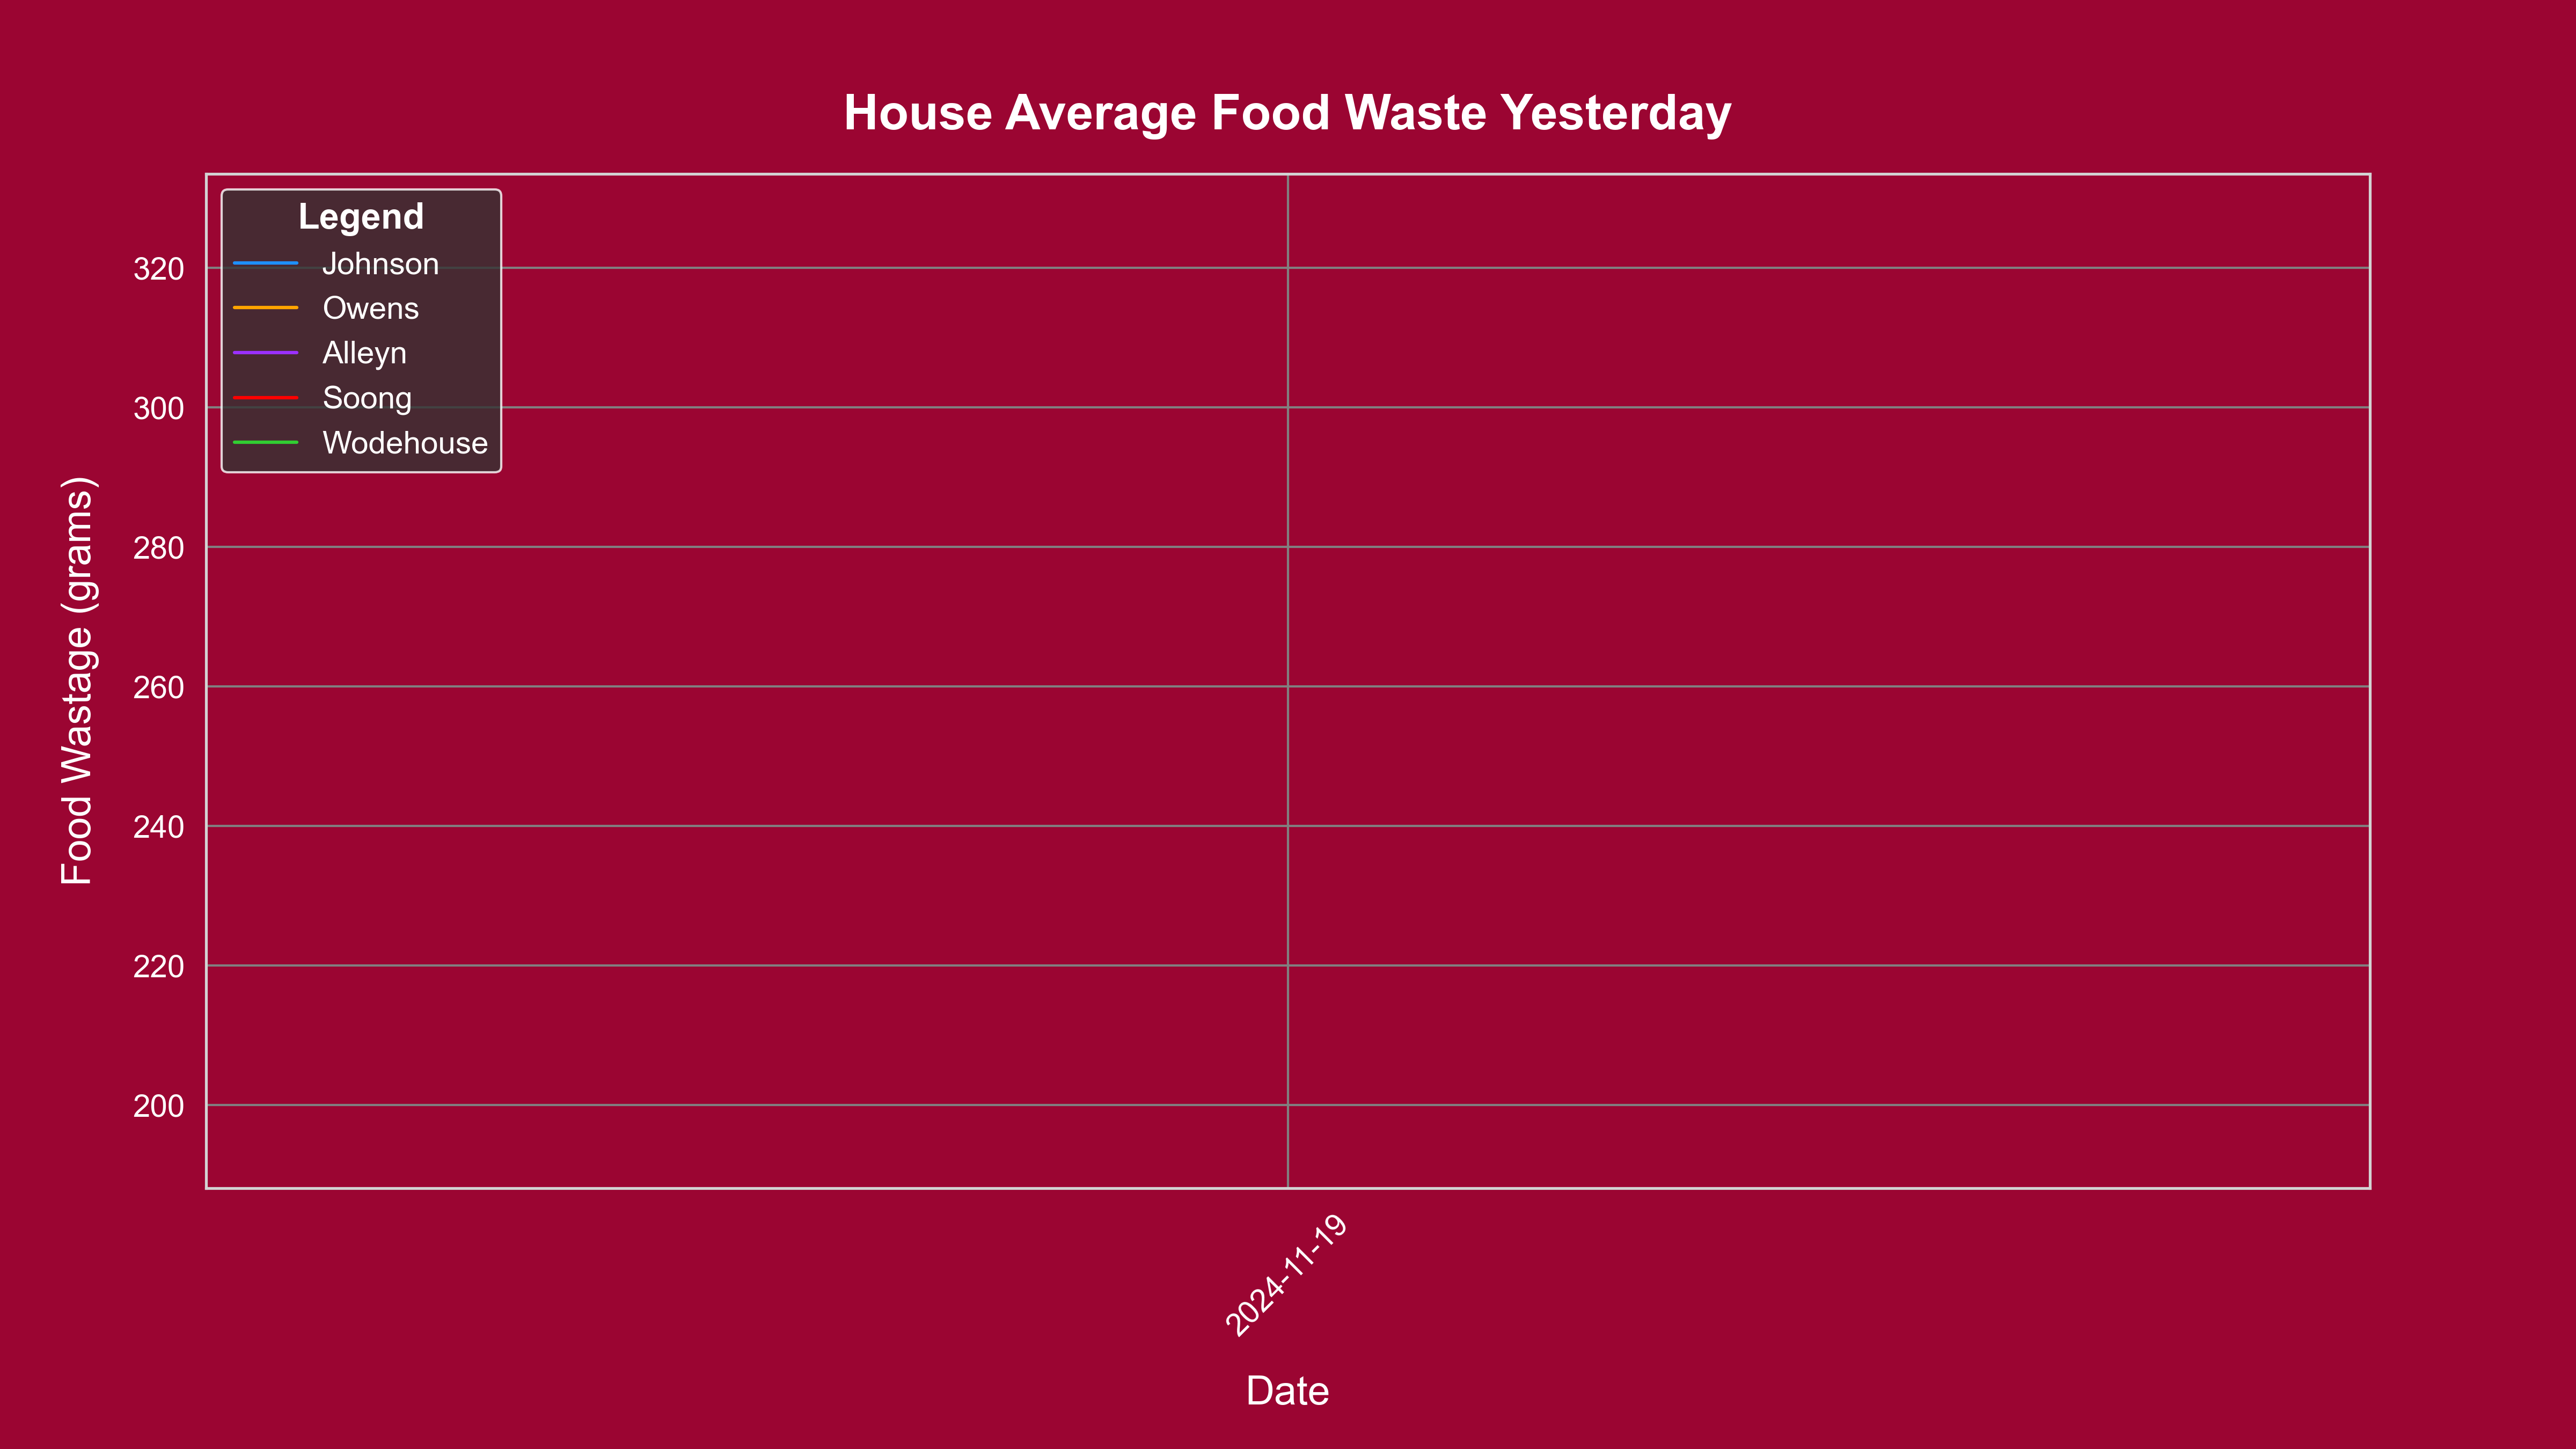 House Average Food Waste Yesterday
Legend
Johnson
Owens
Alleyn
Soong
Wodehouse
Food Wastage (grams)
320
300
280
260
240
220
200
2024-11-19
Date